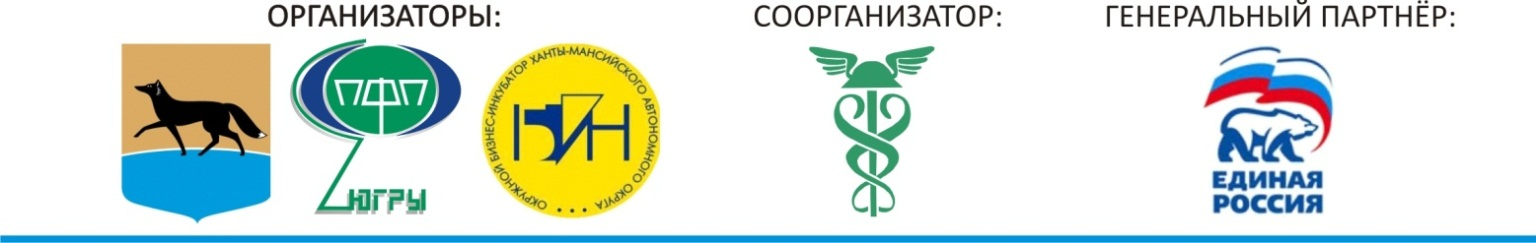 ОРГАНИЗАТОРЫ:
СООРГАНИЗАТОР:
ГЕНЕРАЛЬНЫЙ ПАРТНЁР:
ПФП
ЮГРЫ
ОКРУЖНОЙ БИЗНЕС-ИНКУБАТОР ХАНТЫ-МАНСИЙСКОГО АВТОНОМНОГО ОКРУГА
БИН
ЕДИНАЯ
РОССИЯ